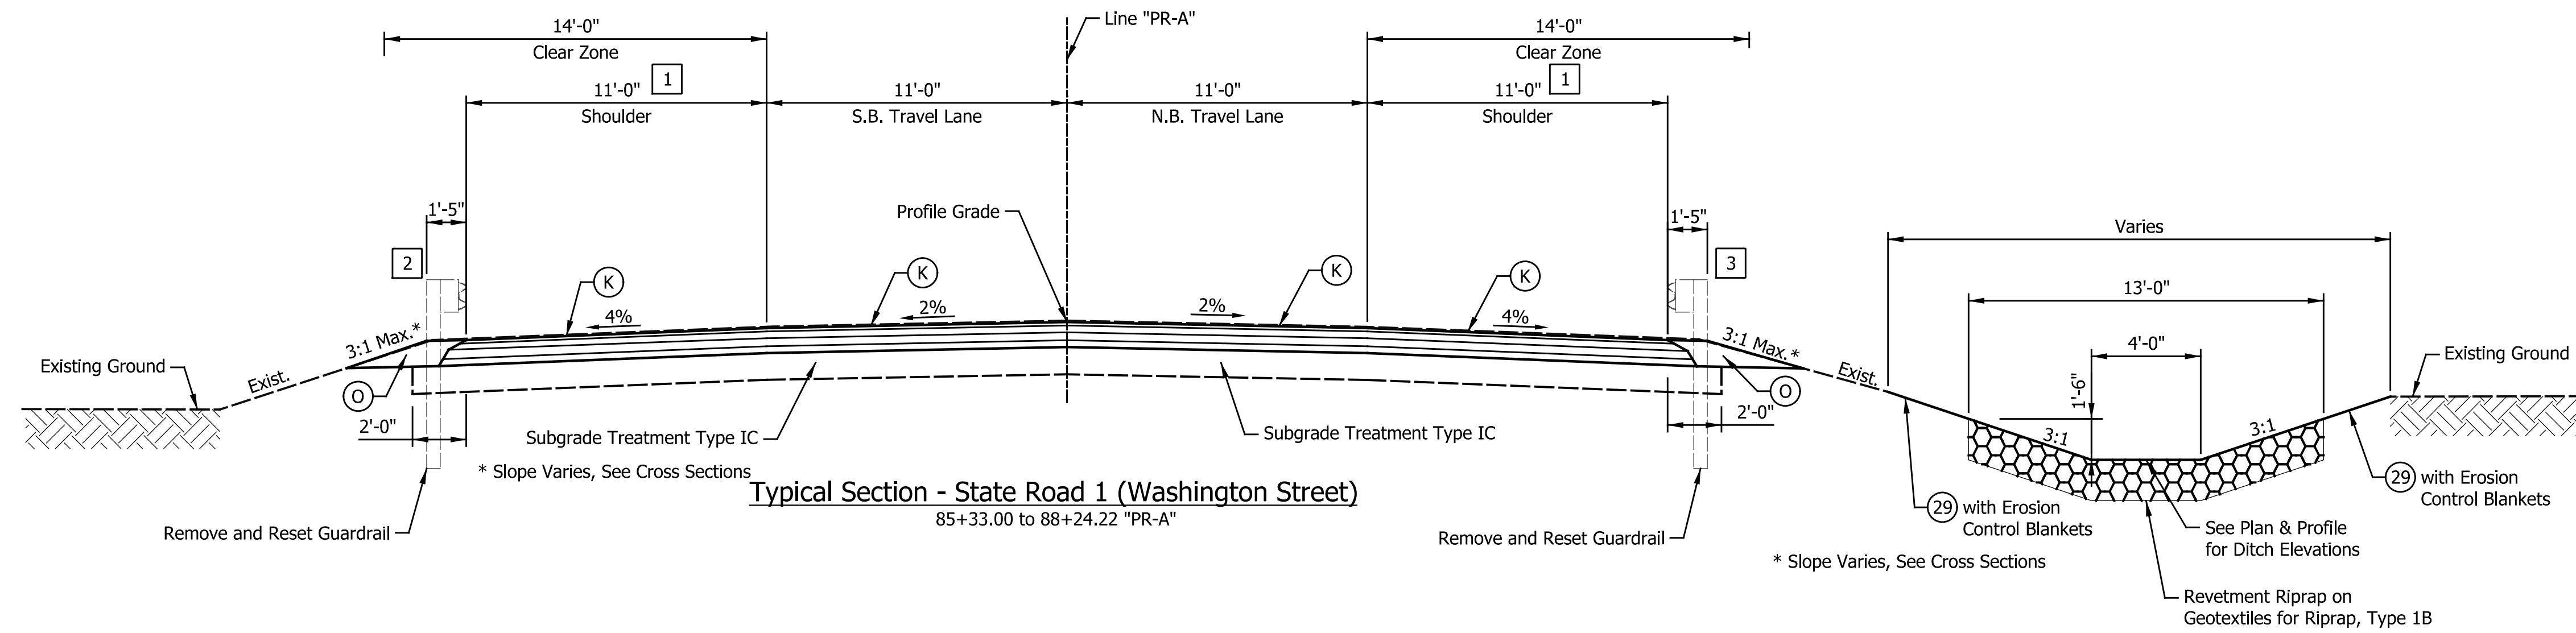 14'-0"
Clear Zone
Line "PR-A"
14'-0"
Clear Zone
11'-0"
1
Shoulder
11'-0"
S.B. Travel Lane
11'-0"
N.B. Travel Lane
11'-0"
1
Shoulder
1'-5"
Profile Grade
1'-5"
Varies
2
K
K
K
K
3
13'-0"
4%
2%
2%
4%
3:1 Max.*
3:1 Max.*
4'-0"
Existing Ground
Exist.
Exist.
Existing Ground
1'-6"
O
O
2'-0"
2'-0"
Subgrade Treatment Type IC
Subgrade Treatment Type IC
3:1
3:1
* Slope Varies, See Cross Sections
Typical Section - State Road 1 (Washington Street)
85+33.00 to 88+24.22 "PR-A"
Remove and Reset Guardrail
Remove and Reset Guardrail
29 with Erosion
Control Blankets
29 with Erosion
Control Blankets
See Plan & Profile
for Ditch Elevations
* Slope Varies, See Cross Sections
Revetment Riprap on
Geotextiles for Riprap, Type 1B